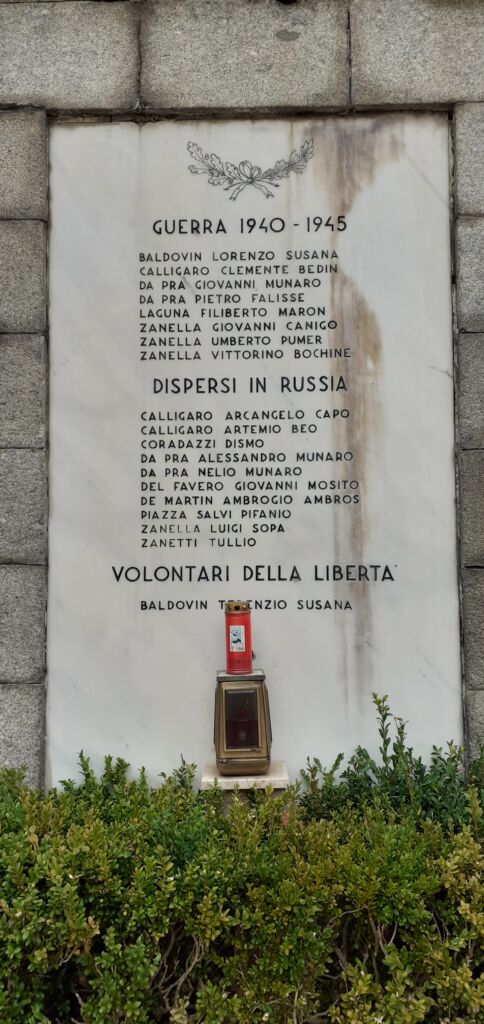 GUERRA 1940 - 1945
BALDOVIN LORENZO SUSANA
CALLIGARO CLEMENTE BEDIN
DA PRA GIOVANNI MUNARO
DA PRA PIETRO FALISSE
LAGUNA FILIBERTO MARON
ZANELLA GIOVANNI CANIGO
ZANELLA UMBERTO PUMER
ZANELLA VITTORINO BOCHINE
DISPERSI IN RUSSIA
CALLIGARO ARCANGELO CAPO
CALLIGARO ARTEMIO BEO
CORADAZZI DISMO
DA PRA ALESSANDRO MUNARO
DA PRA NELIO MUNARO
DEL FAVERO GIOVANNI MOSITO
DE MARTIN AMBROGIO AMBROS
PIAZZA SALVI PIFANIO
ZANELLA LUIGI SOPA
ZANETTI TULLIO
VOLONTARI DELLA LIBERTA'
BALDOVIN SUSANA